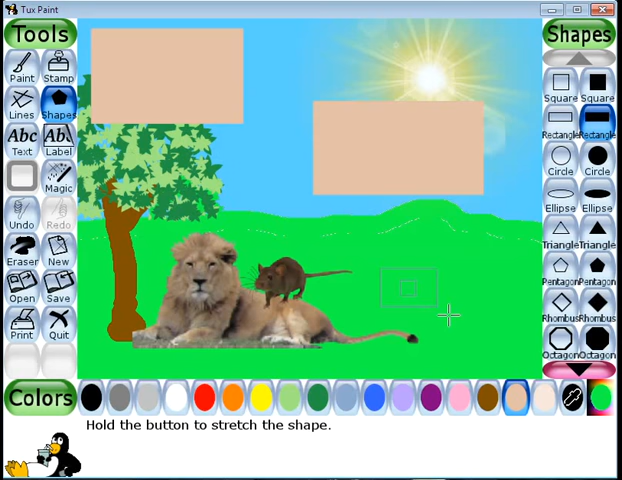 Tux Paint
Tools
Shapes
Paint Stamp
Lines Shapes
Abc Abl
Text Label
Magic
Undo Redo
Eraser New
Open Save
Print Quit
Square Square
Rectangle Rectangle
Circle Circle
Ellipse Ellipse
Triangle Triangle
Pentagon Pentagon
Rhombus Rhombus
Octagon Octagon
Colors
Hold the button to stretch the shape.